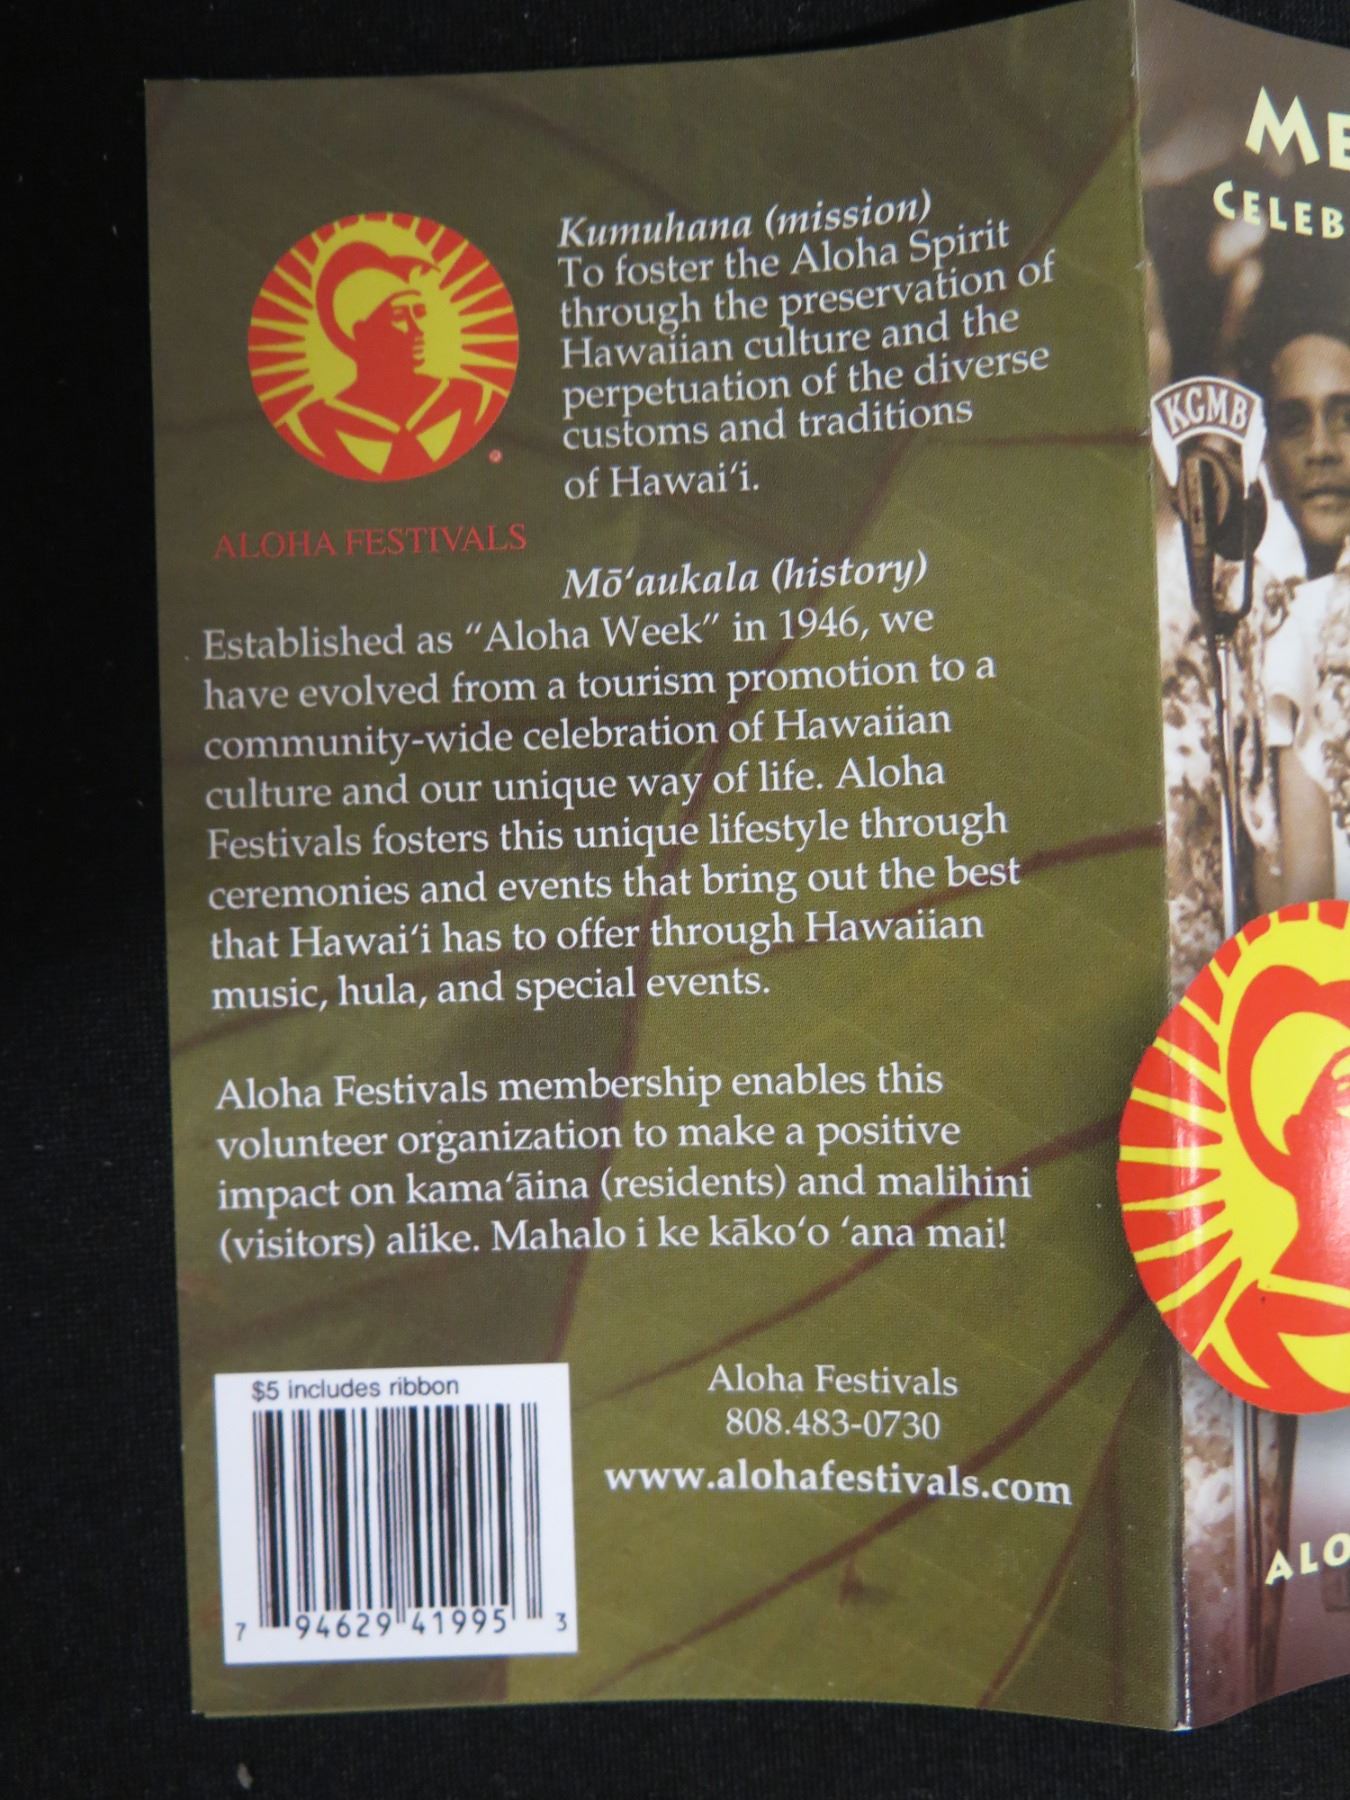 Kumuhana (mission)
To foster the Aloha Spirit
through the preservation of
Hawaiian culture and the
perpetuation of the diverse
customs and traditions
of Hawaiʻi.
ALOHA FESTIVALS
Mōʻaukala (history)
Established as “Aloha Week” in 1946, we
have evolved from a tourism promotion to a
community-wide celebration of Hawaiian
culture and our unique way of life. Aloha
Festivals fosters this unique lifestyle through
ceremonies and events that bring out the best
that Hawaiʻi has to offer through Hawaiian
music, hula, and special events.
Aloha Festivals membership enables this
volunteer organization to make a positive
impact on kamaʻāina (residents) and malihini
(visitors) alike. Mahalo i ke kākoʻo ʻana mai!
$5 includes ribbon
7 94629 41995 3
Aloha Festivals
808.483-0730
www.alohafestivals.com
ME
CELEB
KGMB
ALO